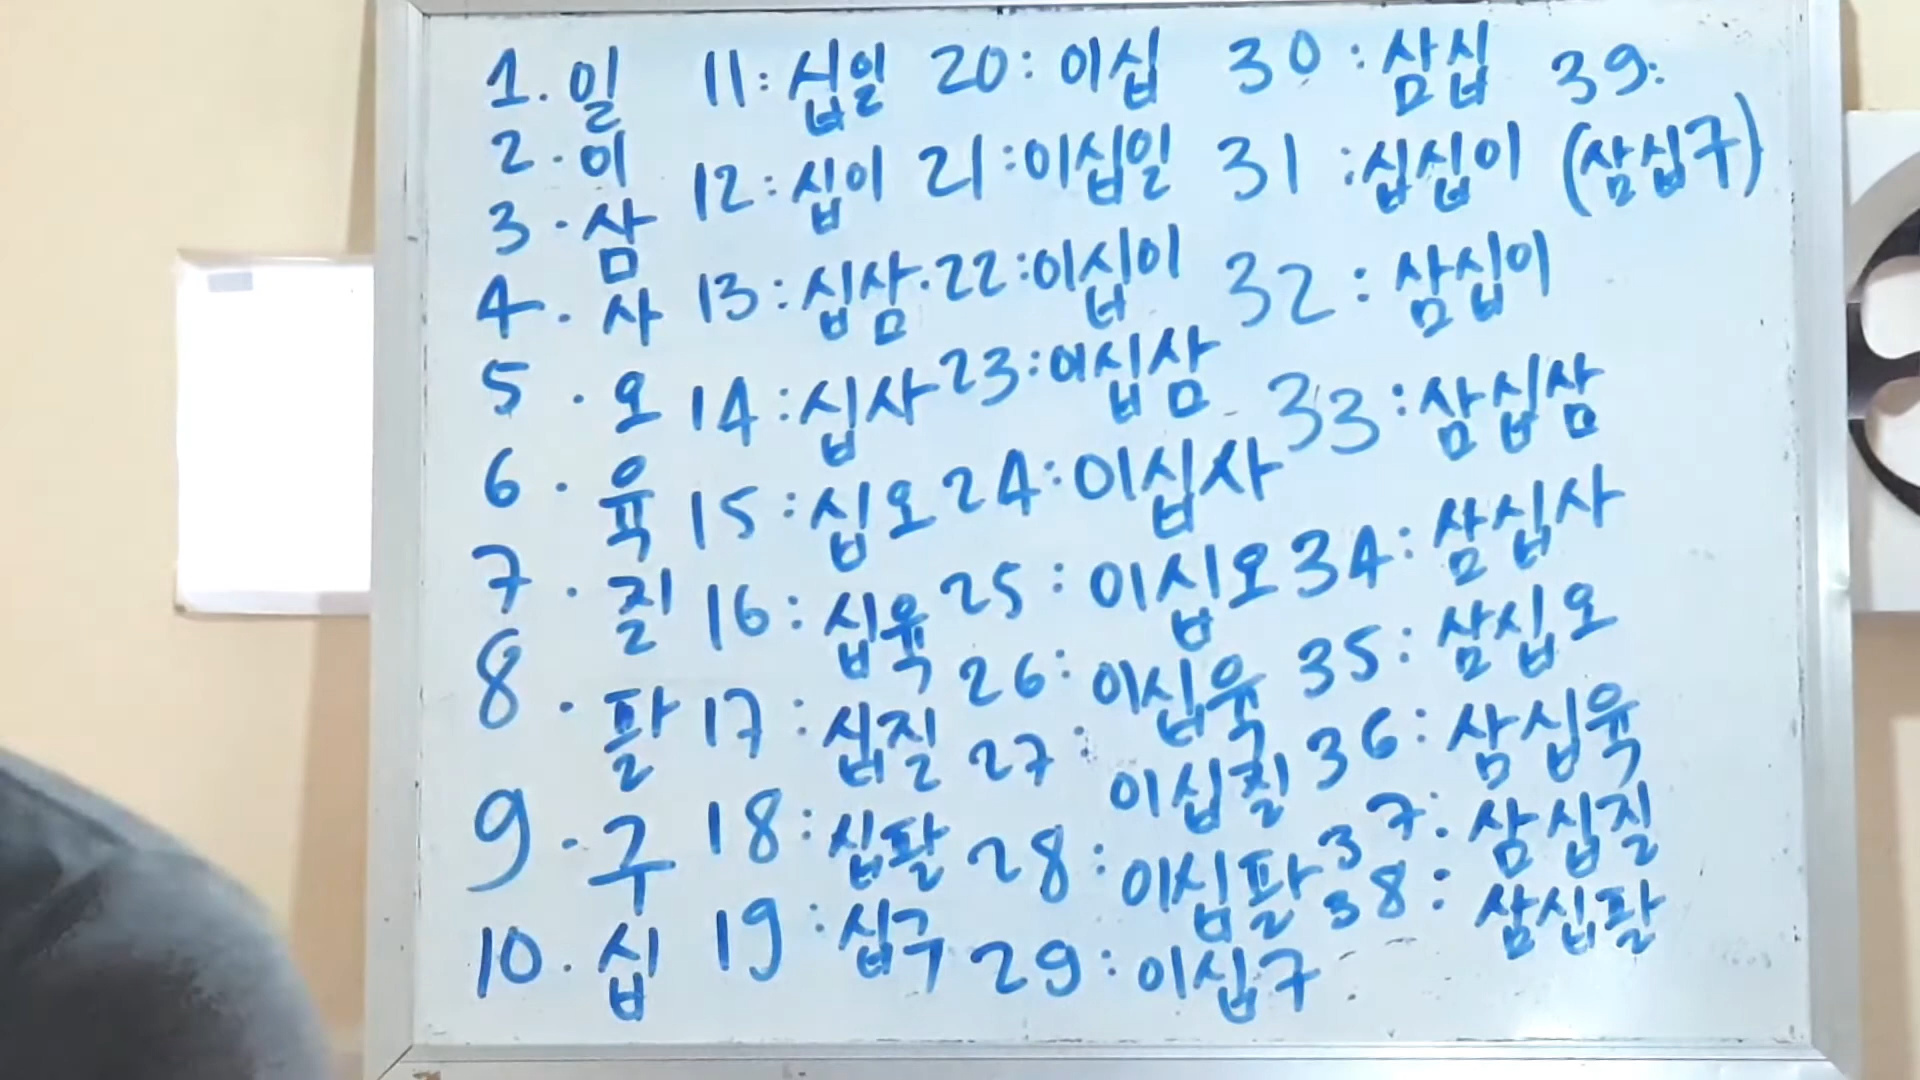 1. 일
2. 이
3. 삼
4. 사
5. 오
6. 육
7. 질
8. 팔
9. 구
10. 십
11: 십일
12: 십이
13: 십삼.
14: 십사
15: 십오
16: 십육
17: 십질
18: 십팔
19: 십구
20: 이십
21: 이십일
22: 이십이
23: 이십삼
24: 이십사
25: 이십오
26: 이십육
27: 이십칠
28: 이십팔
29: 이십구
30: 삼십
31: 십십이
32: 삼십이
33: 삼십삼
34: 삼십사
35: 삼십오
36: 삼십육
37. 삼십질
38: 삼십팔
39:
(삼십구)